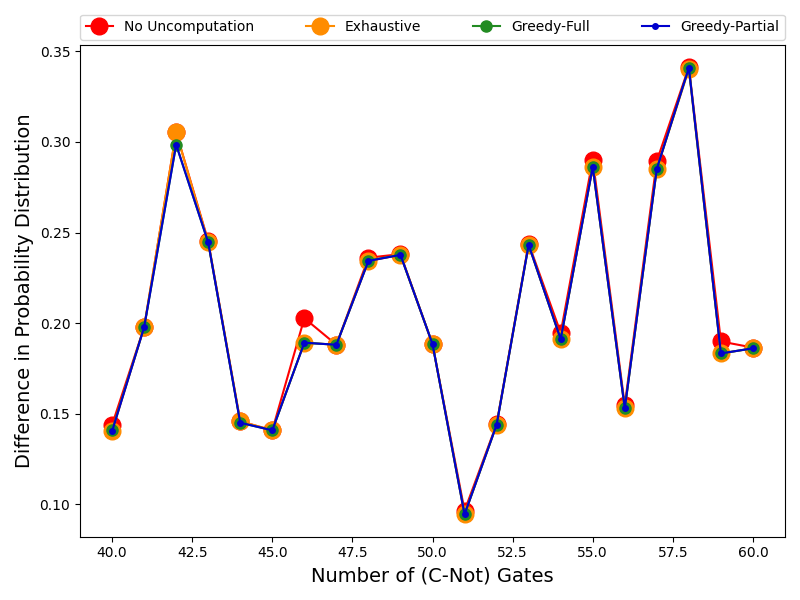 No Uncomputation Exhaustive Greedy-Full Greedy-Partial
0.35
0.30
0.25
0.20
0.15
0.10
Difference in Probability Distribution
40.0 42.5 45.0 47.5 50.0 52.5 55.0 57.5 60.0
Number of (C-Not) Gates